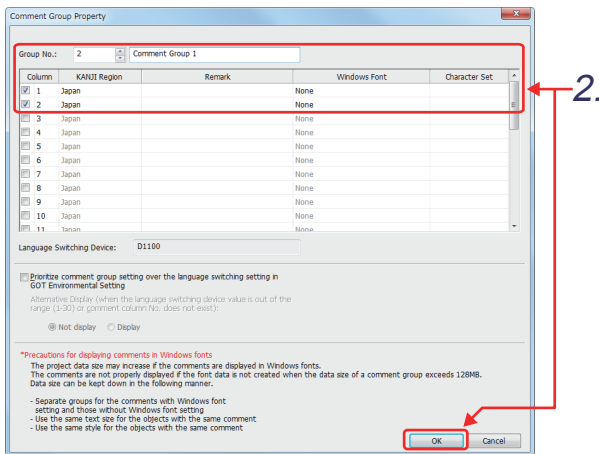 Comment Group Property
Group No.: 2 Comment Group 1
Column KANJI Region Remark Windows Font Character Set
1 Japan None
2 Japan None
3 Japan None
4 Japan None
5 Japan None
6 Japan None
7 Japan None
8 Japan None
9 Japan None
10 Japan None
11 Japan None
2.
Language Switching Device: D1100
Prioritize comment group setting over the language switching setting in
GOT Environmental Setting
Alternative Display (when the language switching device value is out of the
range (1-30) or comment column No. does not exist):
Not display Display
*Precautions for displaying comments in Windows fonts
The project data size may increase if the comments are displayed in Windows fonts.
The comments are not properly displayed if the font data is not created when the data size of a comment group exceeds 128MB.
Data size can be kept down in the following manner.
- Separate groups for the comments with Windows font
setting and those without Windows font setting
- Use the same text size for the objects with the same comment
- Use the same style for the objects with the same comment
OK Cancel